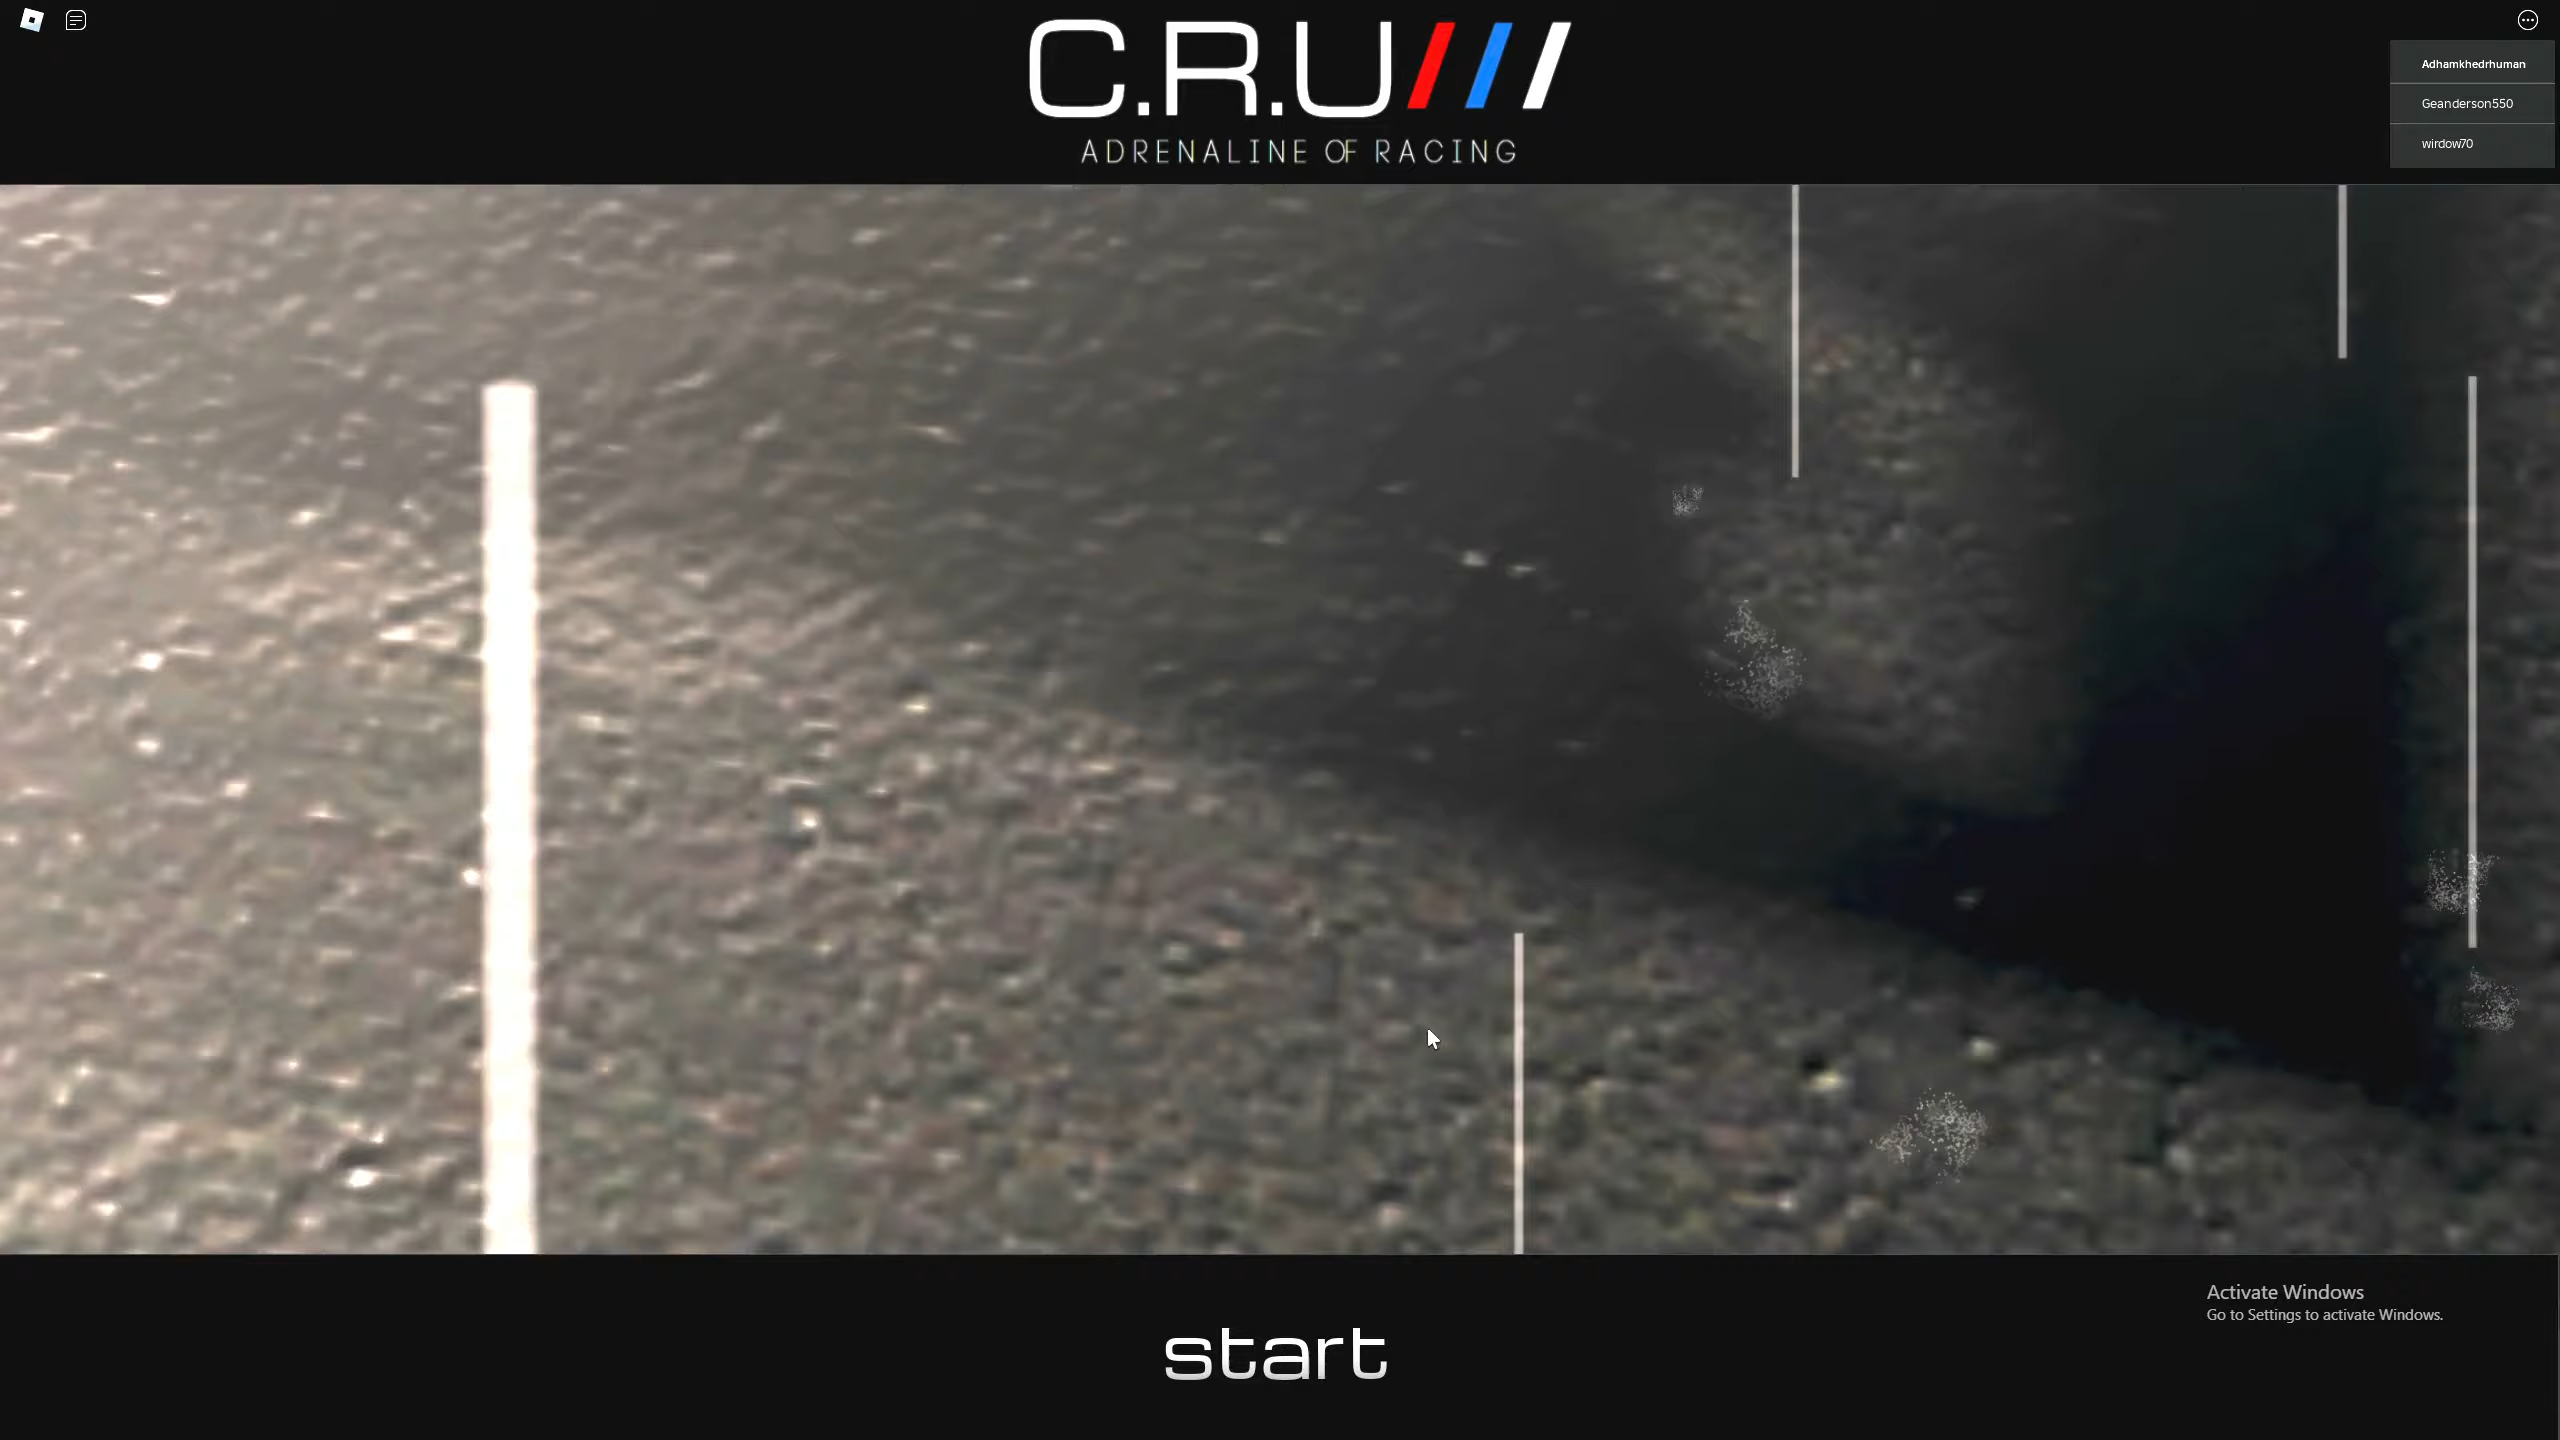 C.R.U///
ADRENALINE OF RACING
Adhamkhedrhuman
Geanderson550
wirdow70
Activate Windows
Go to Settings to activate Windows.
start